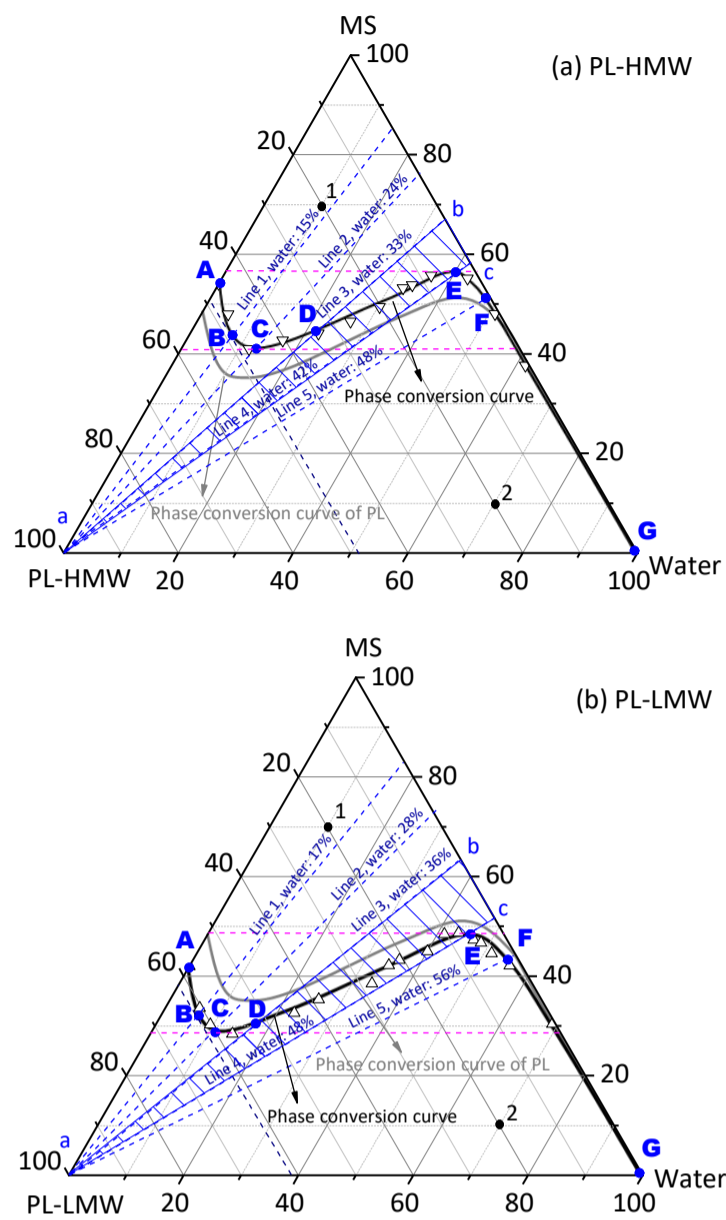 MS
100
(a) PL-HMW
20
80
1
Line 1, water: 15%
Line 2, water: 24%
b
40
Line 3, water: 33%
60
A
c
E
D
F
B
C
60
40
Line 4, water: 42%
Line 5, water: 48%
Phase conversion curve
80
20
2
a
Phase conversion curve of PL
G
100
Water
PL-HMW
20
40
60
80
100
MS
100
(b) PL-LMW
20
80
1
Line 1, water: 17%
Line 2, water: 28%
b
40
Line 3, water: 36%
60
c
A
F
60
E
40
B
C
D
Line 5, water: 56%
Line 4, water: 48%
80
Phase conversion curve of PL
20
Phase conversion curve
2
a
G
100
Water
PL-LMW
20
40
60
80
100